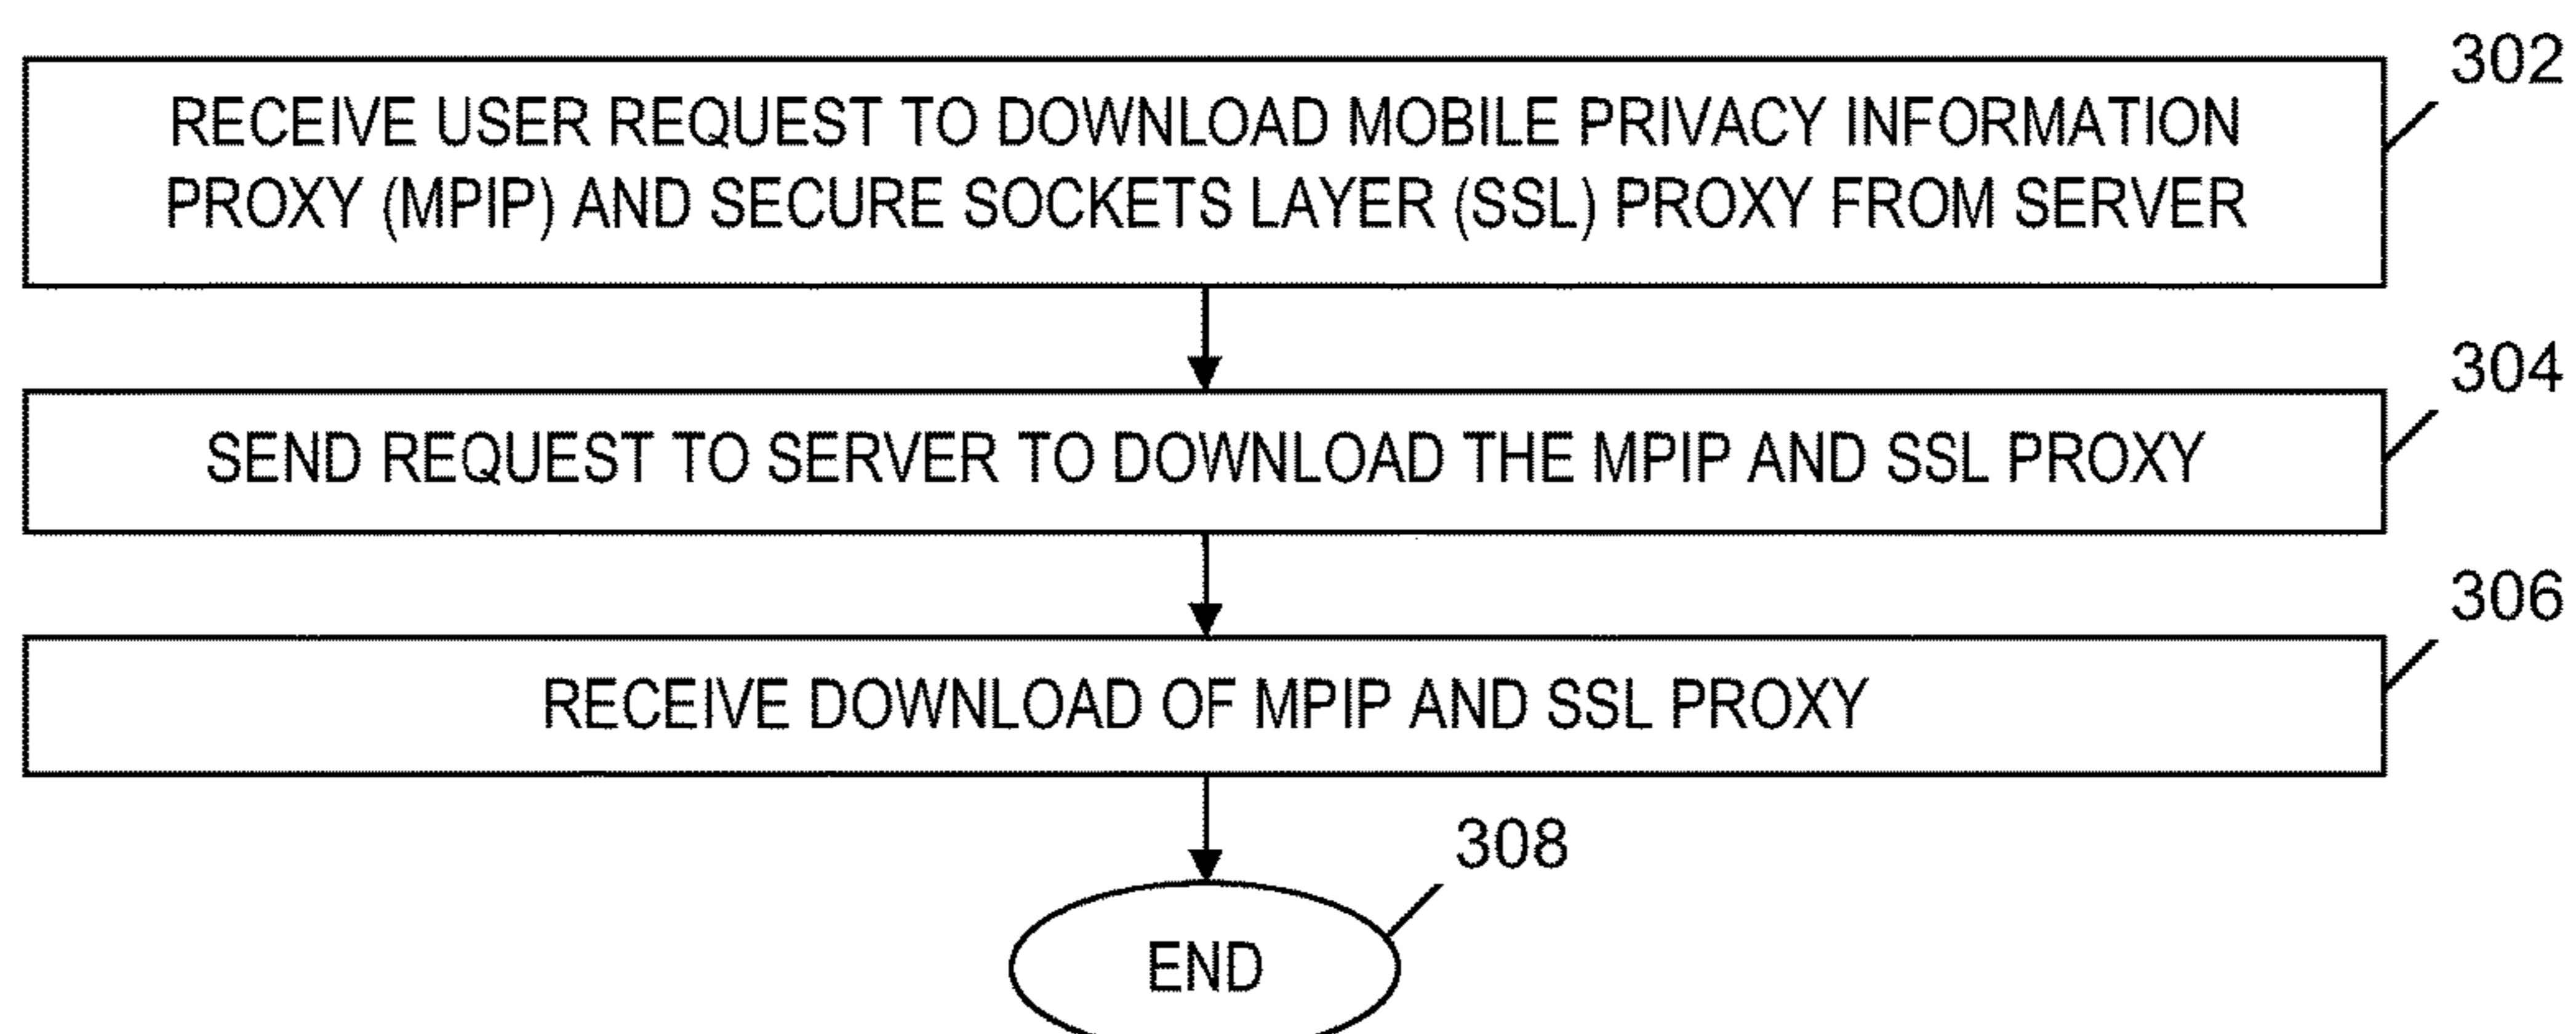 302
RECEIVE USER REQUEST TO DOWNLOAD MOBILE PRIVACY INFORMATION
PROXY (MPIP) AND SECURE SOCKETS LAYER (SSL) PROXY FROM SERVER
304
SEND REQUEST TO SERVER TO DOWNLOAD THE MPIP AND SSL PROXY
306
RECEIVE DOWNLOAD OF MPIP AND SSL PROXY
308
END